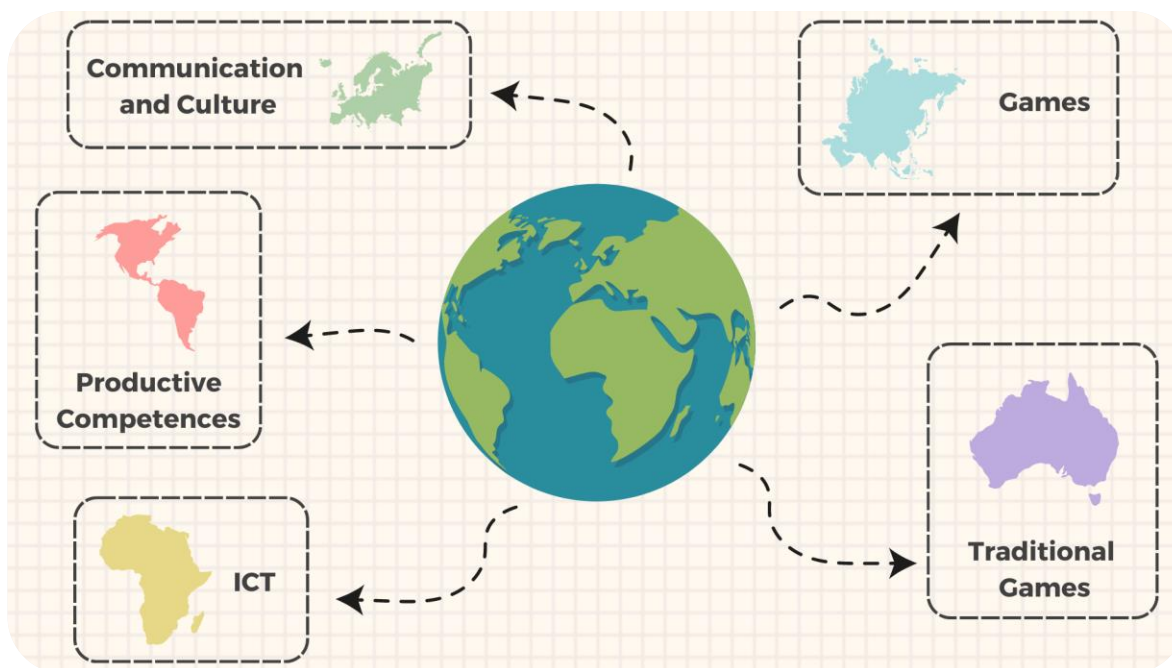 Communication
and Culture
Games
Productive
Competences
ICT
Traditional
Games